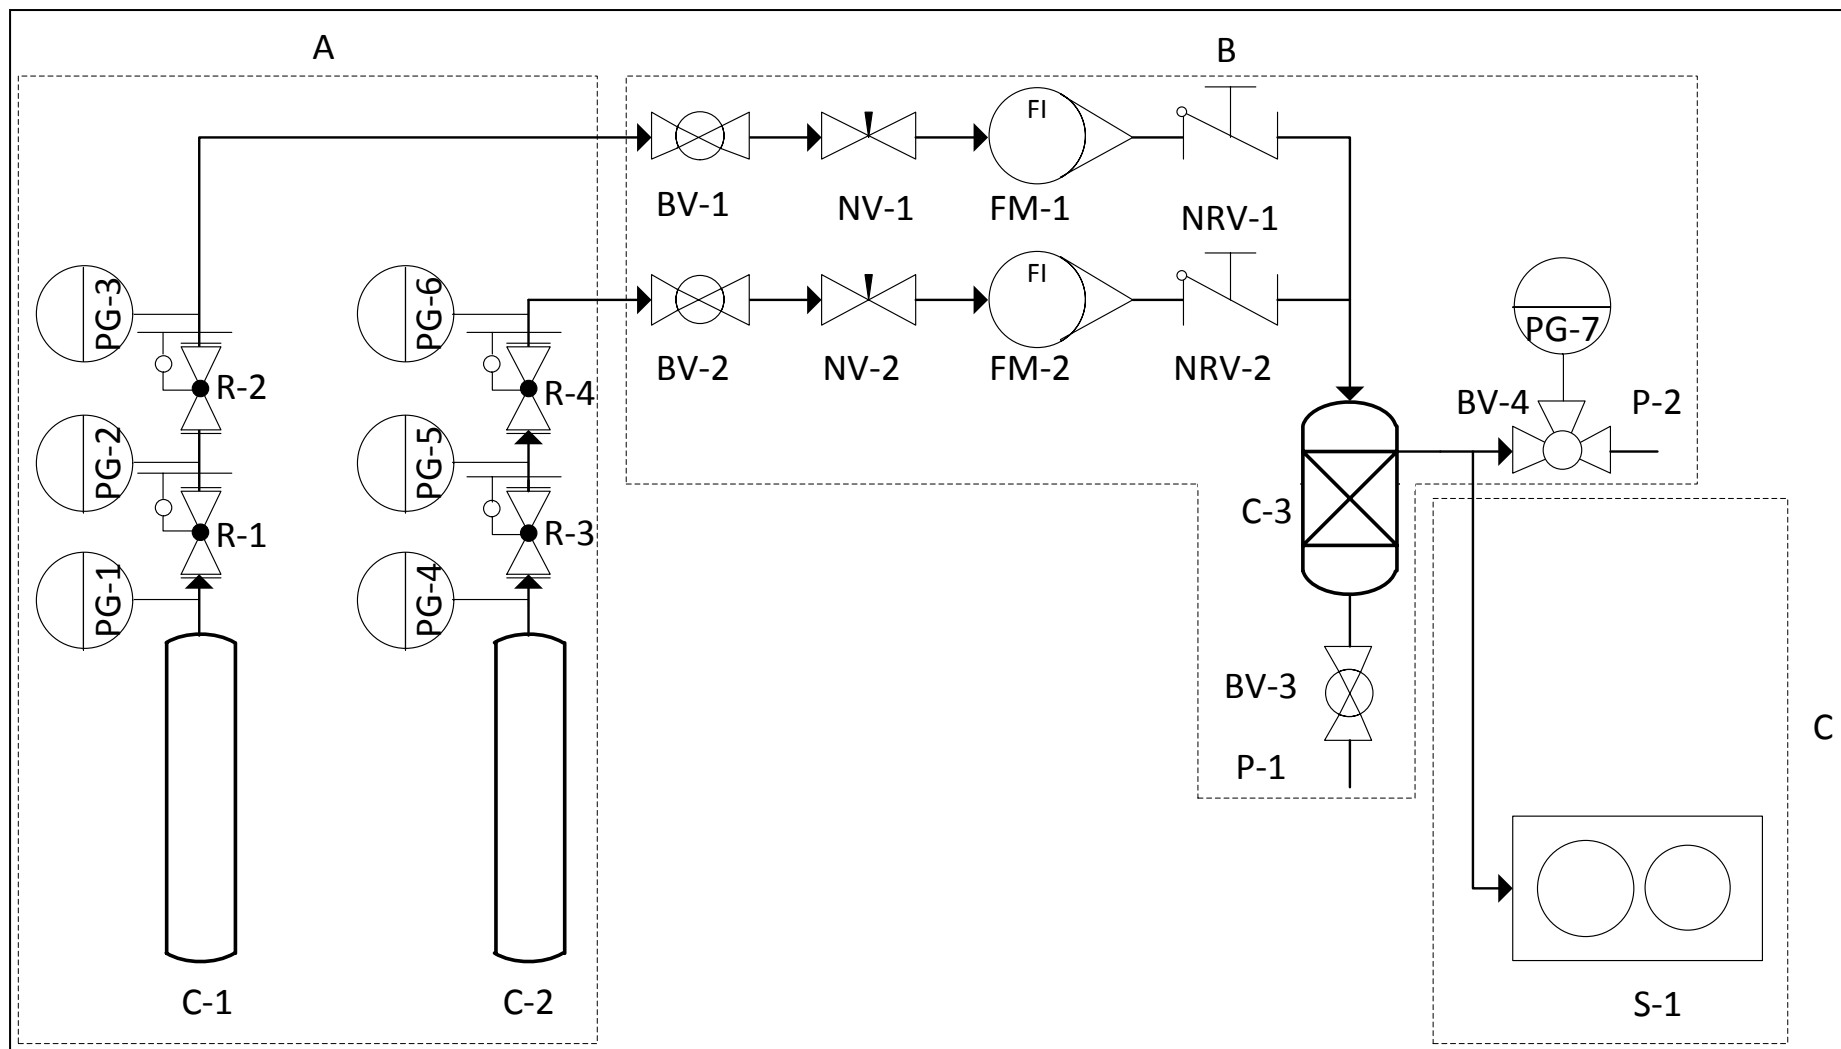 A
B
FI
BV-1
NV-1
FM-1
NRV-1
PG-3
PG-6
FI
PG-7
R-2
R-4
BV-2
NV-2
FM-2
NRV-2
BV-4
P-2
PG-2
PG-5
C-3
R-1
R-3
PG-1
PG-4
BV-3
C
P-1
C-1
C-2
S-1